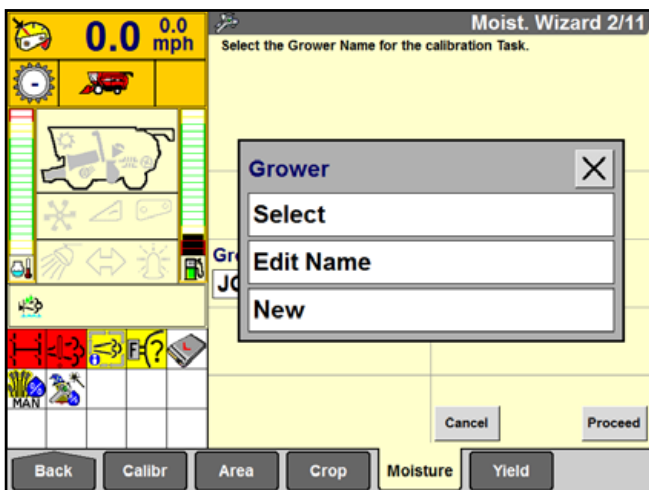 0.0
0.0
mph
Moist. Wizard 2/11
Select the Grower Name for the calibration Task.
Grower
Select
Edit Name
New
Gr
JO
F
?
L
MAN
Cancel
Proceed
Back
Calibr
Area
Crop
Moisture
Yield